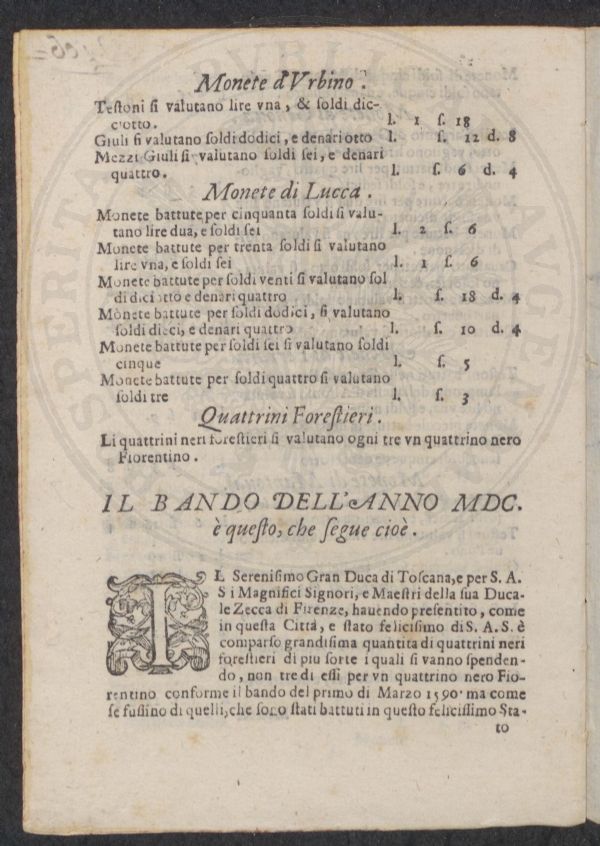 Monete d'Vrbino.
Teſtoni ſi valutano lire vna, & ſoldi dic-
ciotto. l. 1 ſ. 18
Giuli ſi valutano ſoldi dodici, e denari otto l. ſ. 12 d. 8
Mezzi Giuli ſi valutano ſoldi ſei, e denari
quattro. l. ſ. 6 d. 4
Monete di Lucca.
Monete battute per cinquanta ſoldi ſi valu-
tano lire dua, e ſoldi ſei l. 2 ſ. 6
Monete battute per trenta ſoldi ſi valutano
lire vna, e ſoldi ſei l. 1 ſ. 6
Monete battute per ſoldi venti ſi valutano ſol
di diciotto e denari quattro l. ſ. 18 d. 4
Monete battute per ſoldi dodici, ſi valutano
ſoldi dieci, e denari quattro l. ſ. 10 d. 4
Monete battute per ſoldi ſei ſi valutano ſoldi
cinque l. ſ. 5
Monete battute per ſoldi quattro ſi valutano
ſoldi tre l. ſ. 3
Quattrini Foreſtieri.
Li quattrini neri foreſtieri ſi valutano ogni tre vn quattrino nero
Fiorentino.
IL BANDO DELL'ANNO MDC.
è queſto, che ſegue cioè.
IL Sereniſimo Gran Duca di Toſcana, e per S. A.
S i Magnifici Signori, e Maeſtri della ſua Duca-
le Zecca di Firenze, hauendo preſentito, come
in queſta Città, e ſtato feliciſimo di S. A. S. è
comparſo grandiſima quantita di quattrini neri
foreſtieri di piu ſorte i quali ſi vanno ſpenden-
do, non tre di eſſi per vn quattrino nero Fio-
rentino conforme il bando del primo di Marzo 1590. ma come
ſe fuſſino di quelli, che ſono ſtati battuti in queſto feliciſſimo Sta-
to